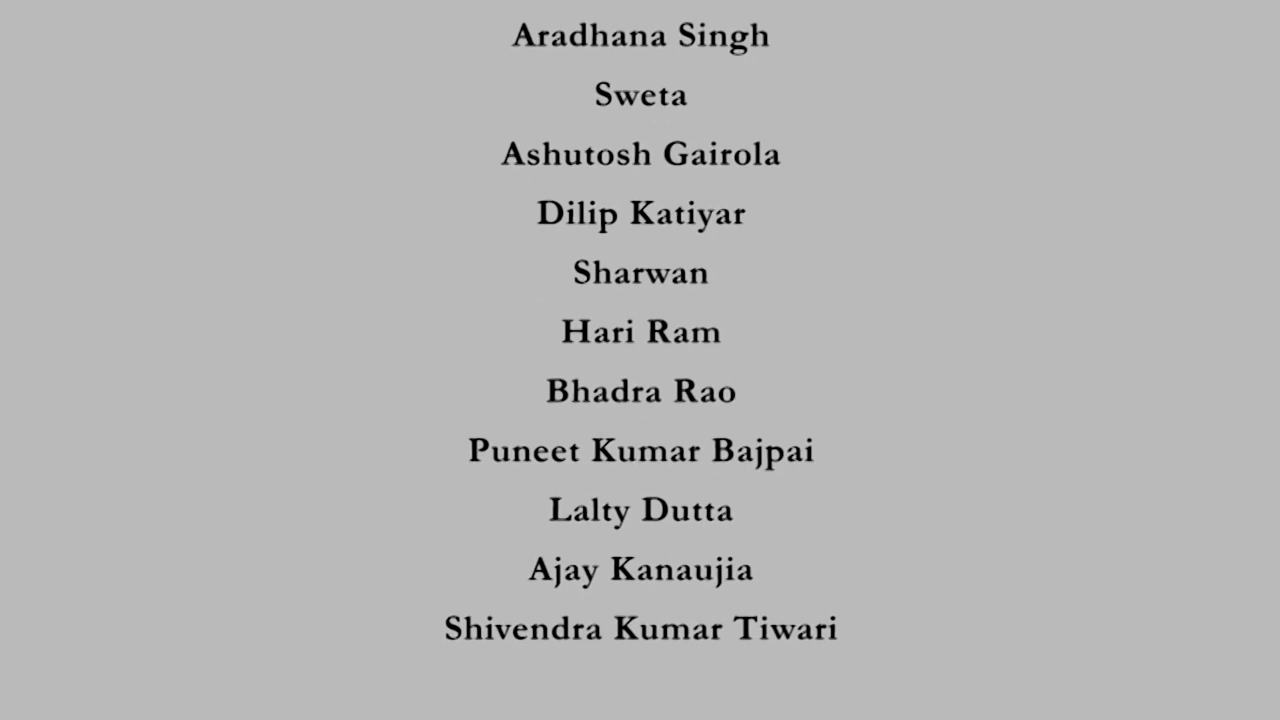 Aradhana Singh
Sweta
Ashutosh Gairola
Dilip Katiyar
Sharwan
Hari Ram
Bhadra Rao
Puneet Kumar Bajpai
Lalty Dutta
Ajay Kanaujia
Shivendra Kumar Tiwari